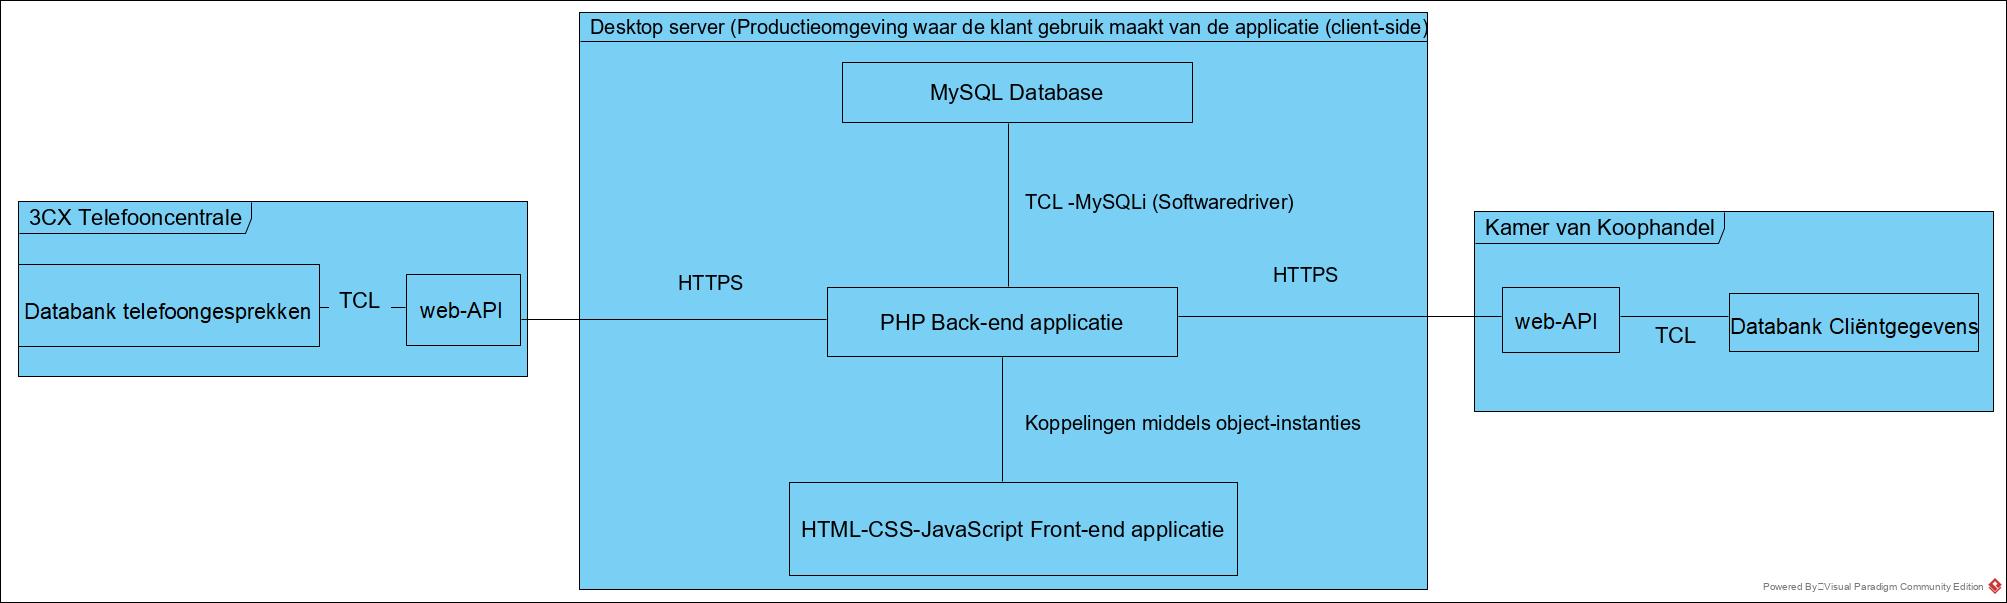 Desktop server (Productieomgeving waar de klant gebruik maakt van de applicatie (client-side)
MySQL Database
TCL -MySQLi (Softwaredriver)
3CX Telefooncentrale
Databank telefoongesprekken
TCL
web-API
HTTPS
PHP Back-end applicatie
HTTPS
Kamer van Koophandel
web-API
TCL
Databank Cliëntgegevens
Koppelingen middels object-instanties
HTML-CSS-JavaScript Front-end applicatie
Powered By Visual Paradigm Community Edition